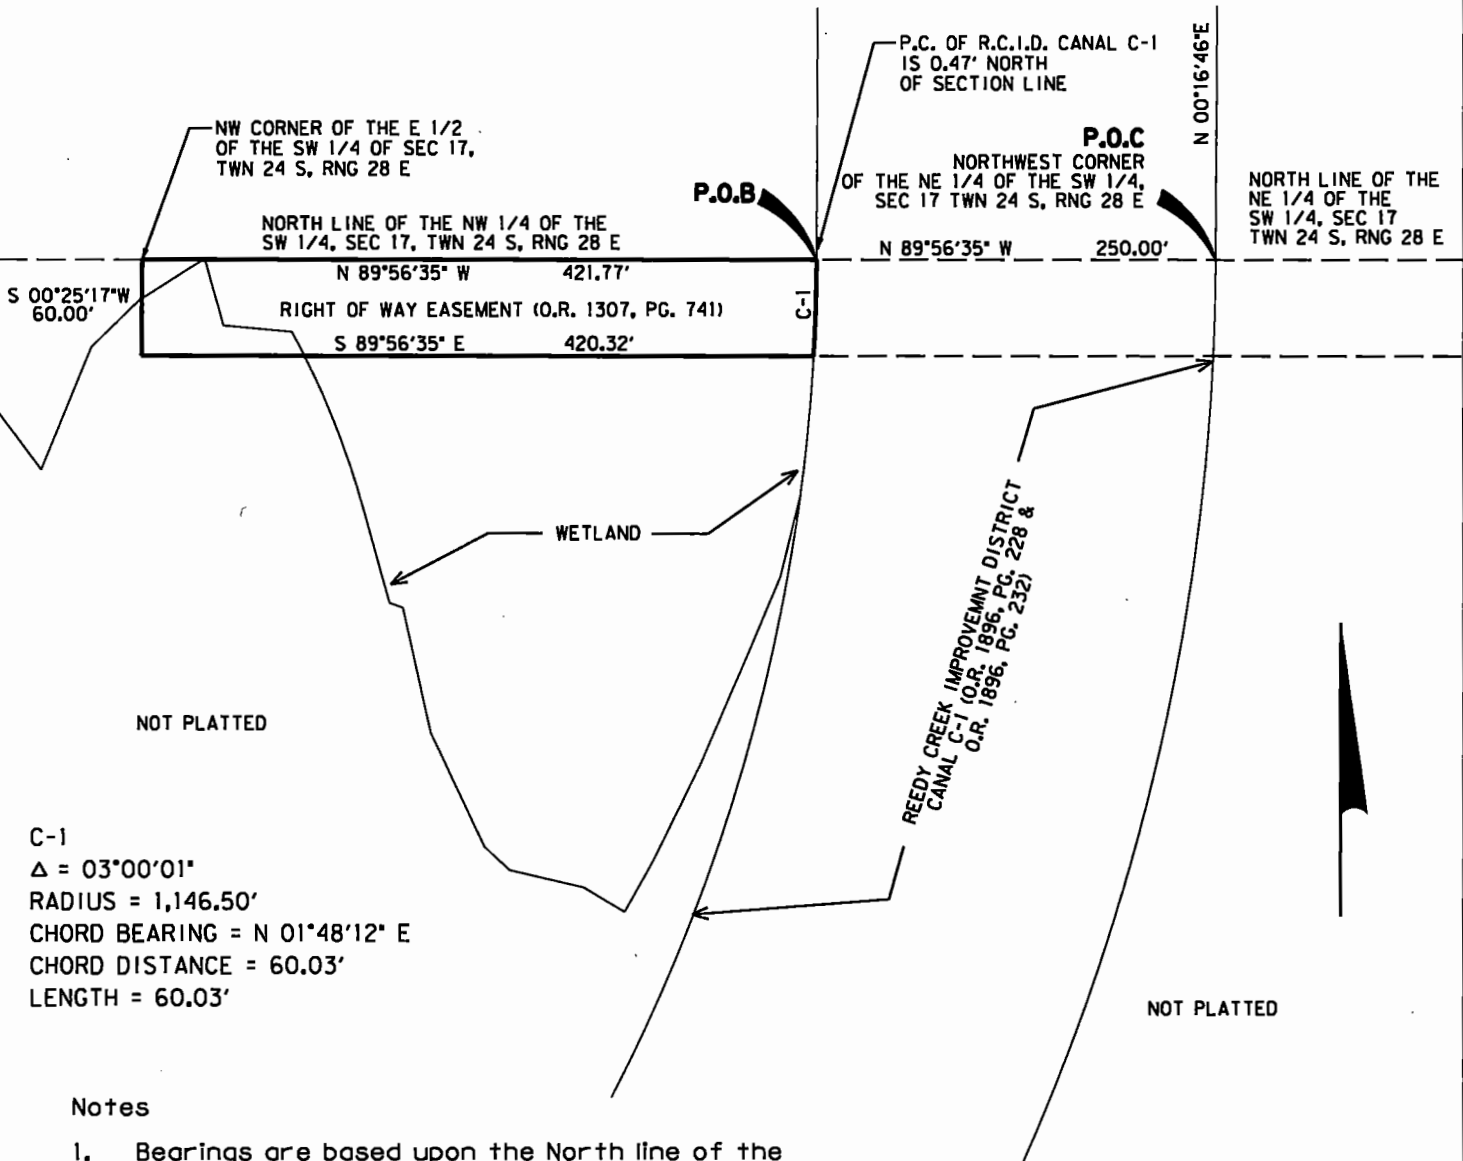 P.C. OF R.C.I.D. CANAL C-1
IS 0.47' NORTH
OF SECTION LINE
N 00°16'46"E
NW CORNER OF THE E 1/2
OF THE SW 1/4 OF SEC 17,
TWN 24 S, RNG 28 E
P.O.C
NORTHWEST CORNER
OF THE NE 1/4 OF THE SW 1/4,
SEC 17 TWN 24 S, RNG 28 E
P.O.B
NORTH LINE OF THE
NE 1/4 OF THE
SW 1/4, SEC 17
TWN 24 S, RNG 28 E
NORTH LINE OF THE NW 1/4 OF THE
SW 1/4, SEC 17, TWN 24 S, RNG 28 E
N 89°56'35" W 250.00'
N 89°56'35" W 421.77'
S 00°25'17"W
60.00'
RIGHT OF WAY EASEMENT (O.R. 1307, PG. 741)
C-1
S 89°56'35" E 420.32'
WETLAND
REEDY CREEK IMPROVEMNT DISTRICT
CANAL C-1 (O.R. 1896, PG. 228 &
O.R. 1896, PG. 232)
NOT PLATTED
C-1
Δ = 03°00'01"
RADIUS = 1,146.50'
CHORD BEARING = N 01°48'12" E
CHORD DISTANCE = 60.03'
LENGTH = 60.03'
NOT PLATTED
Notes
1. Bearings are based upon the North line of the